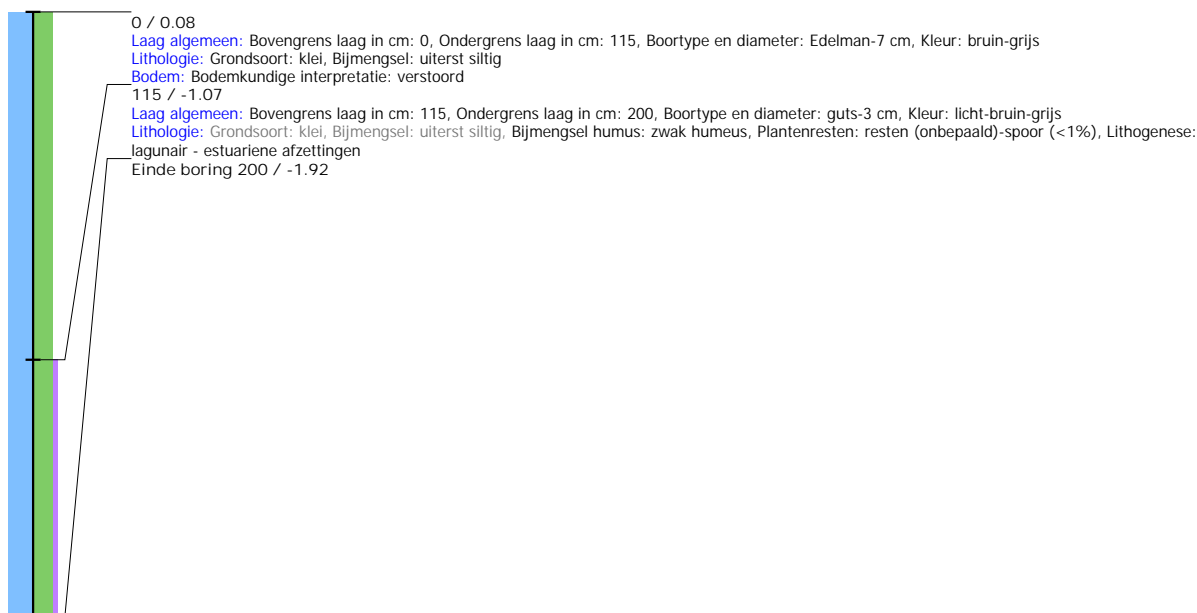 0 / 0.08
Laag algemeen: Bovengrens laag in cm: 0, Ondergrens laag in cm: 115, Boortype en diameter: Edelman-7 cm, Kleur: bruin-grijs
Lithologie: Grondsoort: klei, Bijmengsel: uiterst siltig
Bodem: Bodemkundige interpretatie: verstoord
115 / -1.07
Laag algemeen: Bovengrens laag in cm: 115, Ondergrens laag in cm: 200, Boortype en diameter: guts-3 cm, Kleur: licht-bruin-grijs
Lithologie: Grondsoort: klei, Bijmengsel: uiterst siltig, Bijmengsel humus: zwak humeus, Plantenresten: resten (onbepaald)-spoor (<1%), Lithogenese:
lagunair - estuariene afzettingen
Einde boring 200 / -1.92